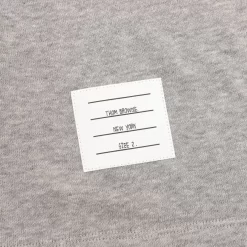 THOM BROWNE
NEW YORK
SIZE 2.